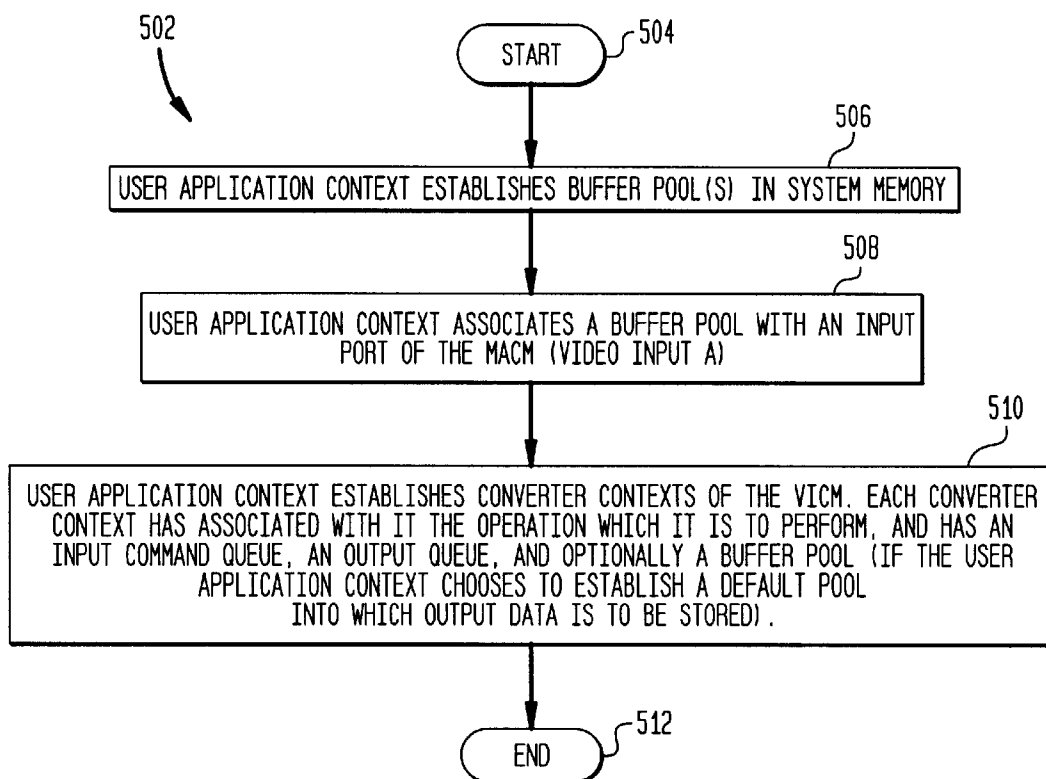 502
START
504
506
USER APPLICATION CONTEXT ESTABLISHES BUFFER POOL(S) IN SYSTEM MEMORY
508
USER APPLICATION CONTEXT ASSOCIATES A BUFFER POOL WITH AN INPUT
PORT OF THE MACM (VIDEO INPUT A)
510
USER APPLICATION CONTEXT ESTABLISHES CONVERTER CONTEXTS OF THE VICM. EACH CONVERTER
CONTEXT HAS ASSOCIATED WITH IT THE OPERATION WHICH IT IS TO PERFORM, AND HAS AN
INPUT COMMAND QUEUE, AN OUTPUT QUEUE, AND OPTIONALLY A BUFFER POOL (IF THE USER
APPLICATION CONTEXT CHOOSES TO ESTABLISH A DEFAULT POOL
INTO WHICH OUTPUT DATA IS TO BE STORED).
END
512